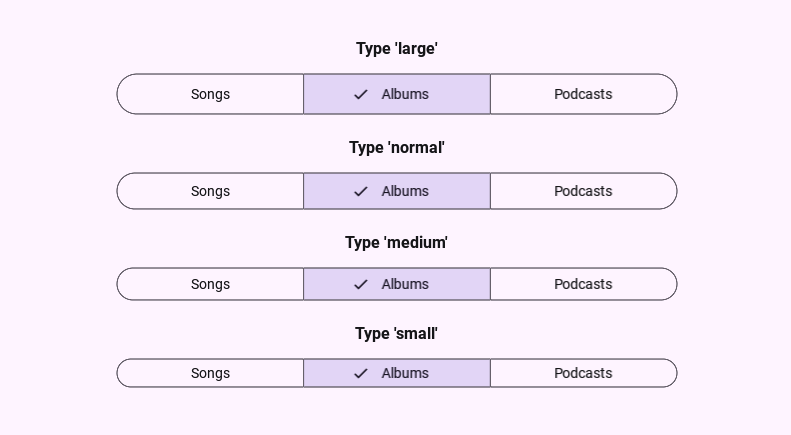 Type 'large'
Songs Albums Podcasts
Type 'normal'
Songs Albums Podcasts
Type 'medium'
Songs Albums Podcasts
Type 'small'
Songs Albums Podcasts